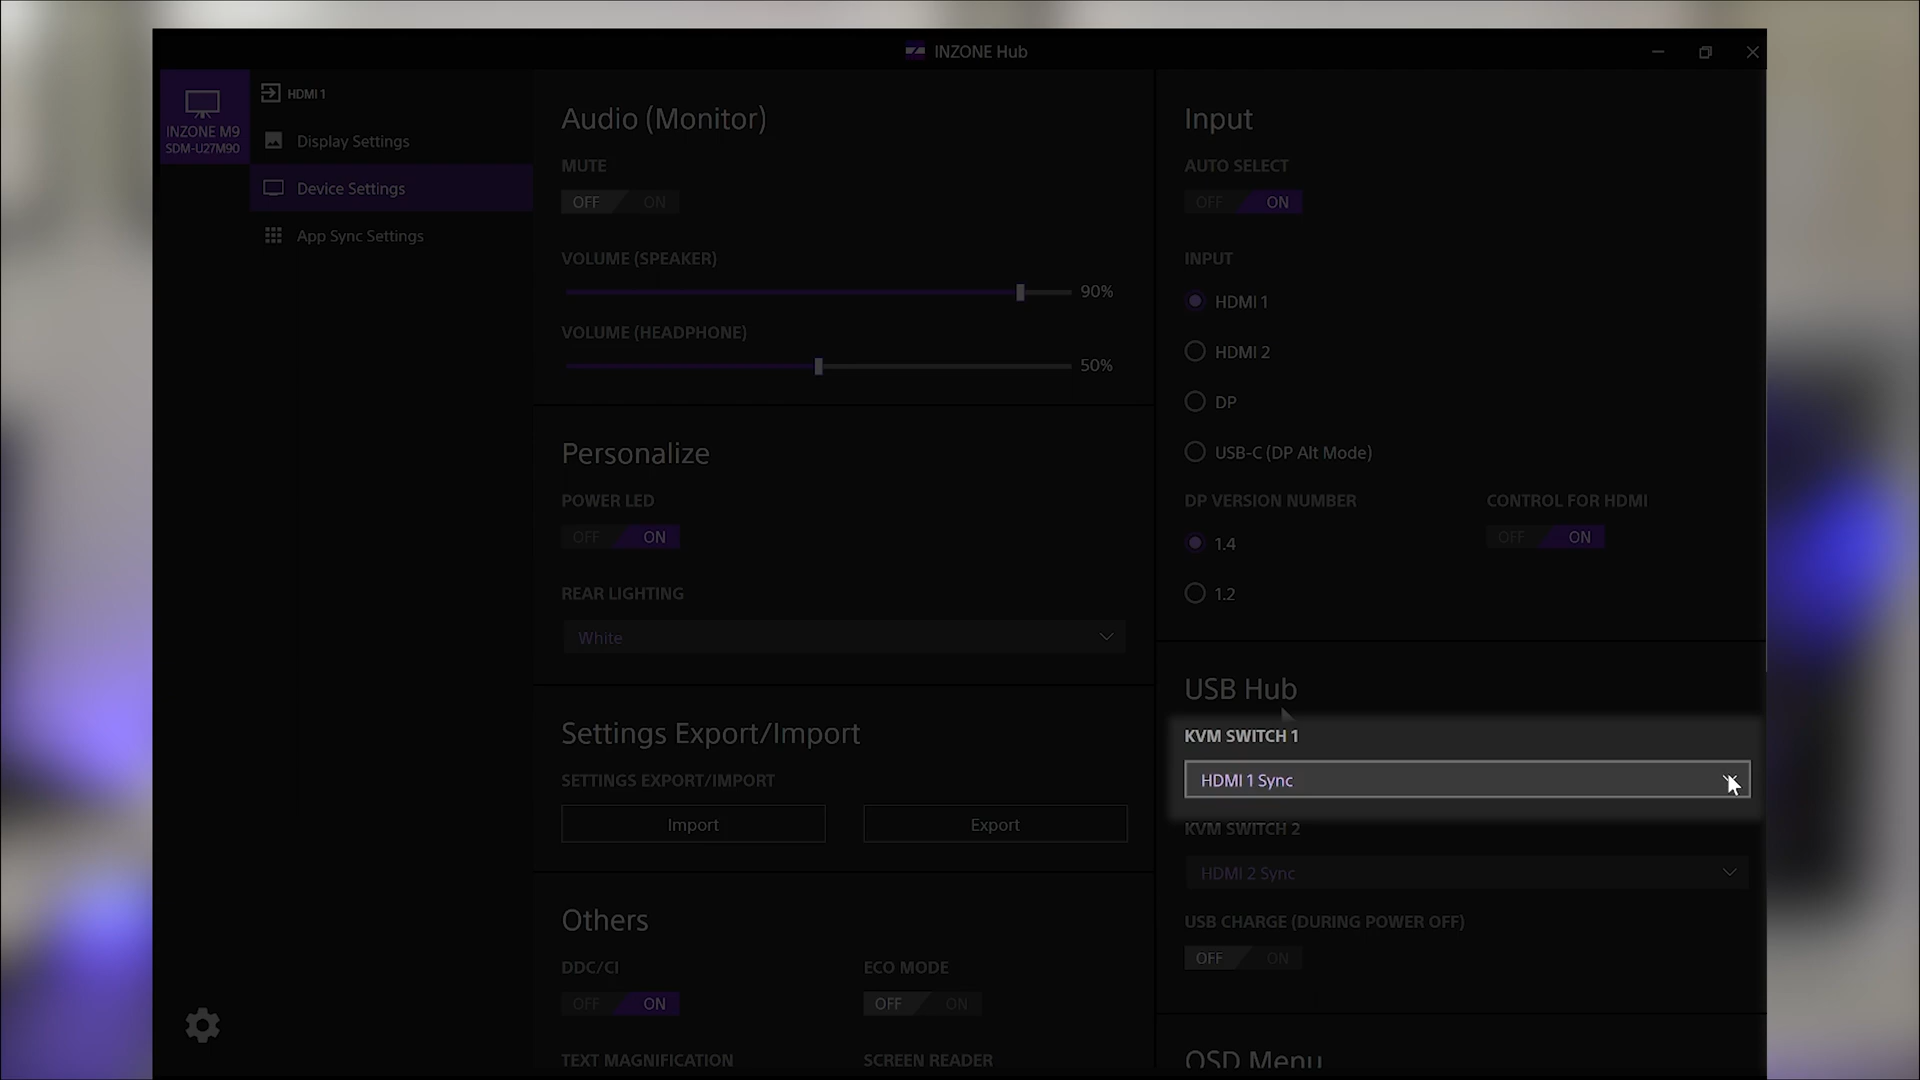 INZONE Hub
INZONE M9
SDM-U27M90
HDMI 1
Display Settings
Device Settings
App Sync Settings
Audio (Monitor)
MUTE
OFF ON
VOLUME (SPEAKER)
90%
VOLUME (HEADPHONE)
50%
Personalize
POWER LED
OFF ON
REAR LIGHTING
White
Settings Export/Import
SETTINGS EXPORT/IMPORT
Import Export
Others
DDC/CI ECO MODE
OFF ON OFF ON
TEXT MAGNIFICATION SCREEN READER
Input
AUTO SELECT
OFF ON
INPUT
HDMI 1
HDMI 2
DP
USB-C (DP Alt Mode)
DP VERSION NUMBER CONTROL FOR HDMI
1.4 OFF ON
1.2
USB Hub
KVM SWITCH 1
HDMI 1 Sync
KVM SWITCH 2
HDMI 2 Sync
USB CHARGE (DURING POWER OFF)
OFF ON
OSD Menu